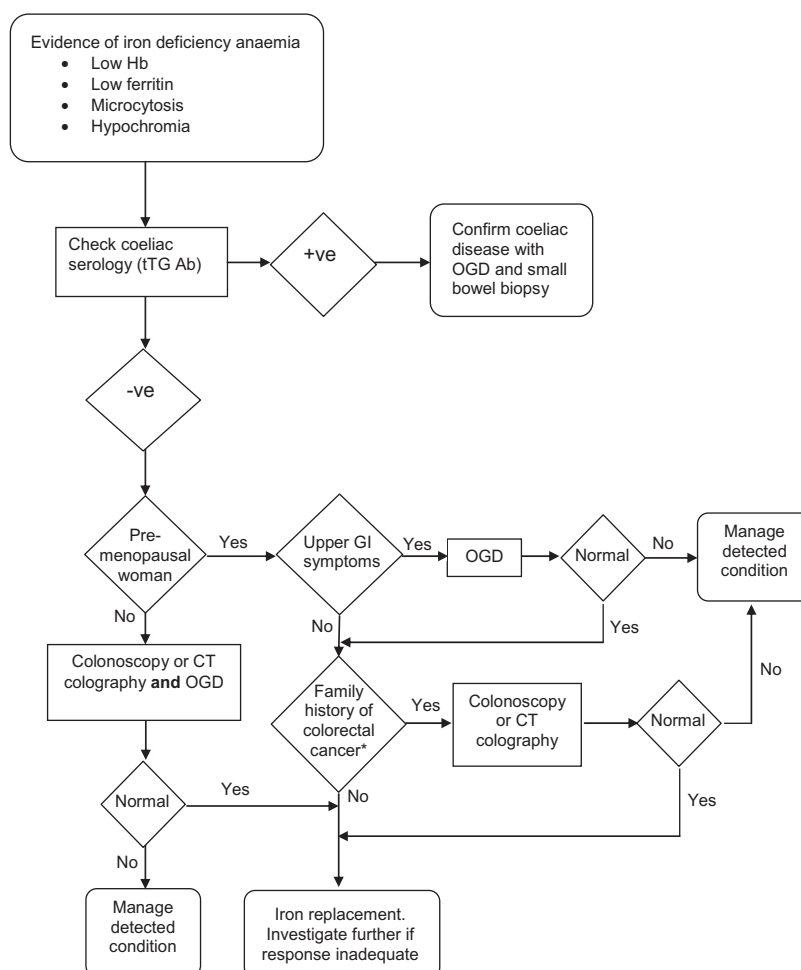 Evidence of iron deficiency anaemia
• Low Hb
• Low ferritin
• Microcytosis
• Hypochromia
Check coeliac
serology (tTG Ab)
+ve
Confirm coeliac
disease with
OGD and small
bowel biopsy
-ve
Pre-
menopausal
woman
Yes
Upper GI
symptoms
Yes
OGD
Normal
No
Manage
detected
condition
No
No
Yes
Colonoscopy or CT
colography and OGD
Family
history of
colorectal
cancer*
Yes
Colonoscopy
or CT
colography
Normal
No
Normal
Yes
No
Yes
No
Manage
detected
condition
Iron replacement.
Investigate further if
response inadequate